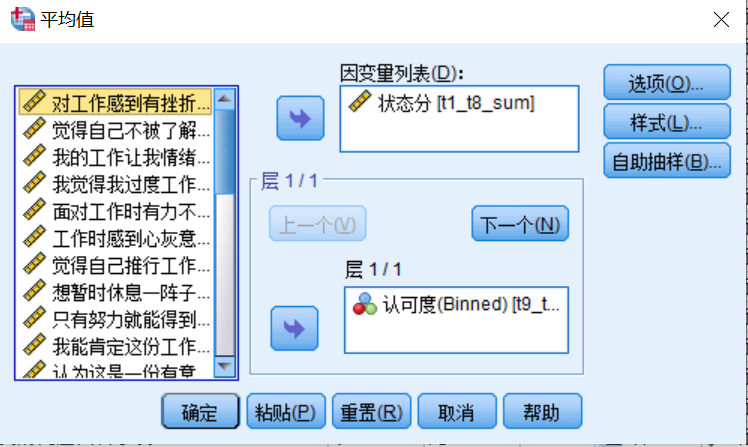 平均值
对工作感到有挫折...
觉得自己不被了解...
我的工作让我情绪...
我觉得我过度工作...
面对工作时有力不...
工作时感到心灰意...
觉得自己推行工作...
想暂时休息一阵子...
只有努力就能得到...
我能肯定这份工作...
认为这是一份有意...
因变量列表(D):
状态分 [t1_t8_sum]
层 1 / 1
上一个(V)
下一个(N)
层 1 / 1
认可度(Binned) [t9_t...
选项(O)...
样式(L)...
自助抽样(B)...
确定
粘贴(P)
重置(R)
取消
帮助